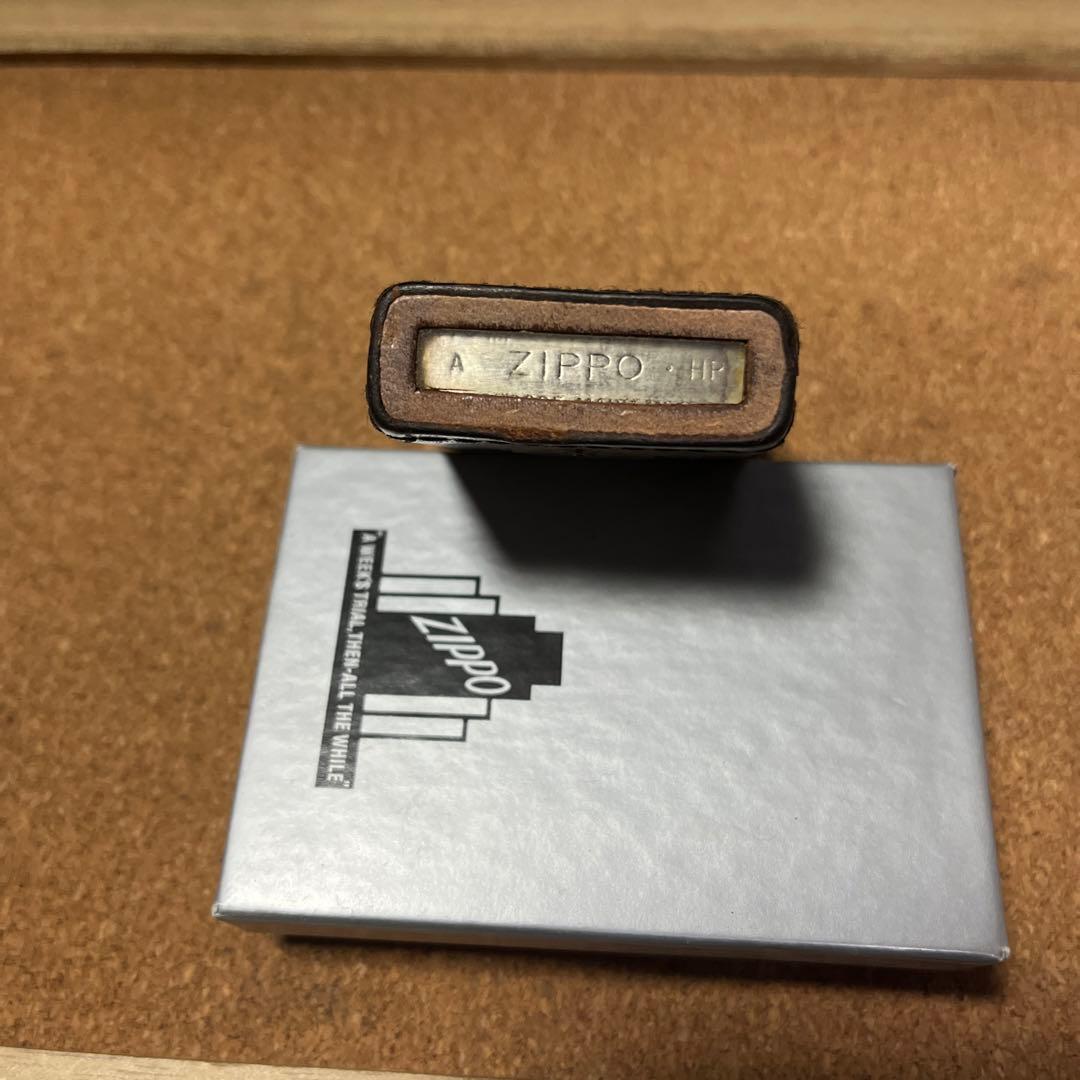 A ZIPPO · HP
"A WEEK'S TRIAL, THEN-ALL THE WHILE"
ZIPPO